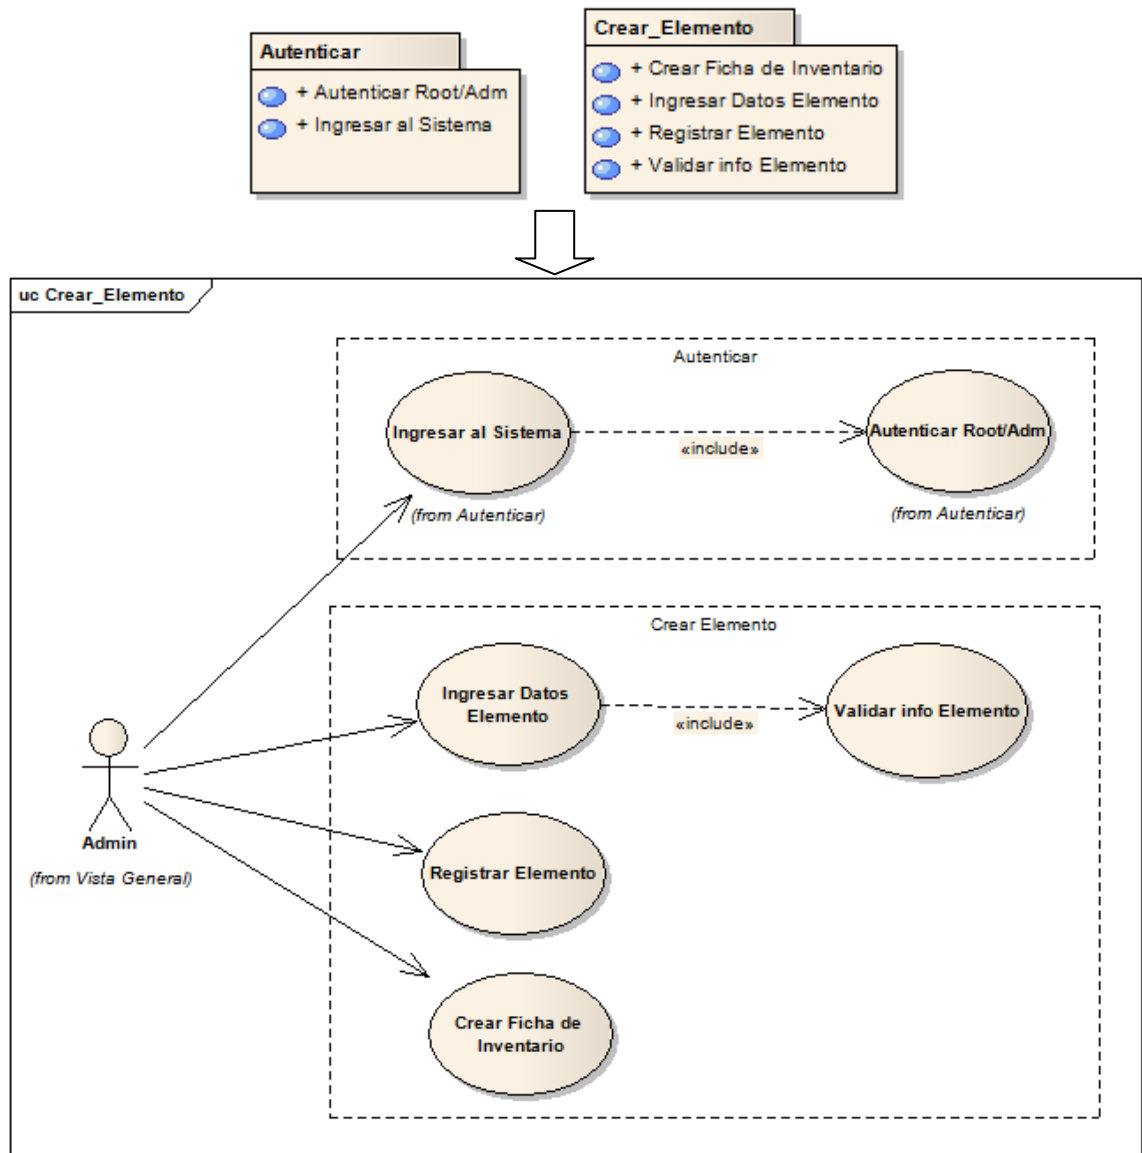 Autenticar
+ Autenticar Root/Adm
+ Ingresar al Sistema
Crear_Elemento
+ Crear Ficha de Inventario
+ Ingresar Datos Elemento
+ Registrar Elemento
+ Validar info Elemento
uc Crear_Elemento
Autenticar
Ingresar al Sistema
«include»
Autenticar Root/Adm
(from Autenticar)
(from Autenticar)
Crear Elemento
Ingresar Datos
Elemento
«include»
Validar info Elemento
Admin
(from Vista General)
Registrar Elemento
Crear Ficha de
Inventario